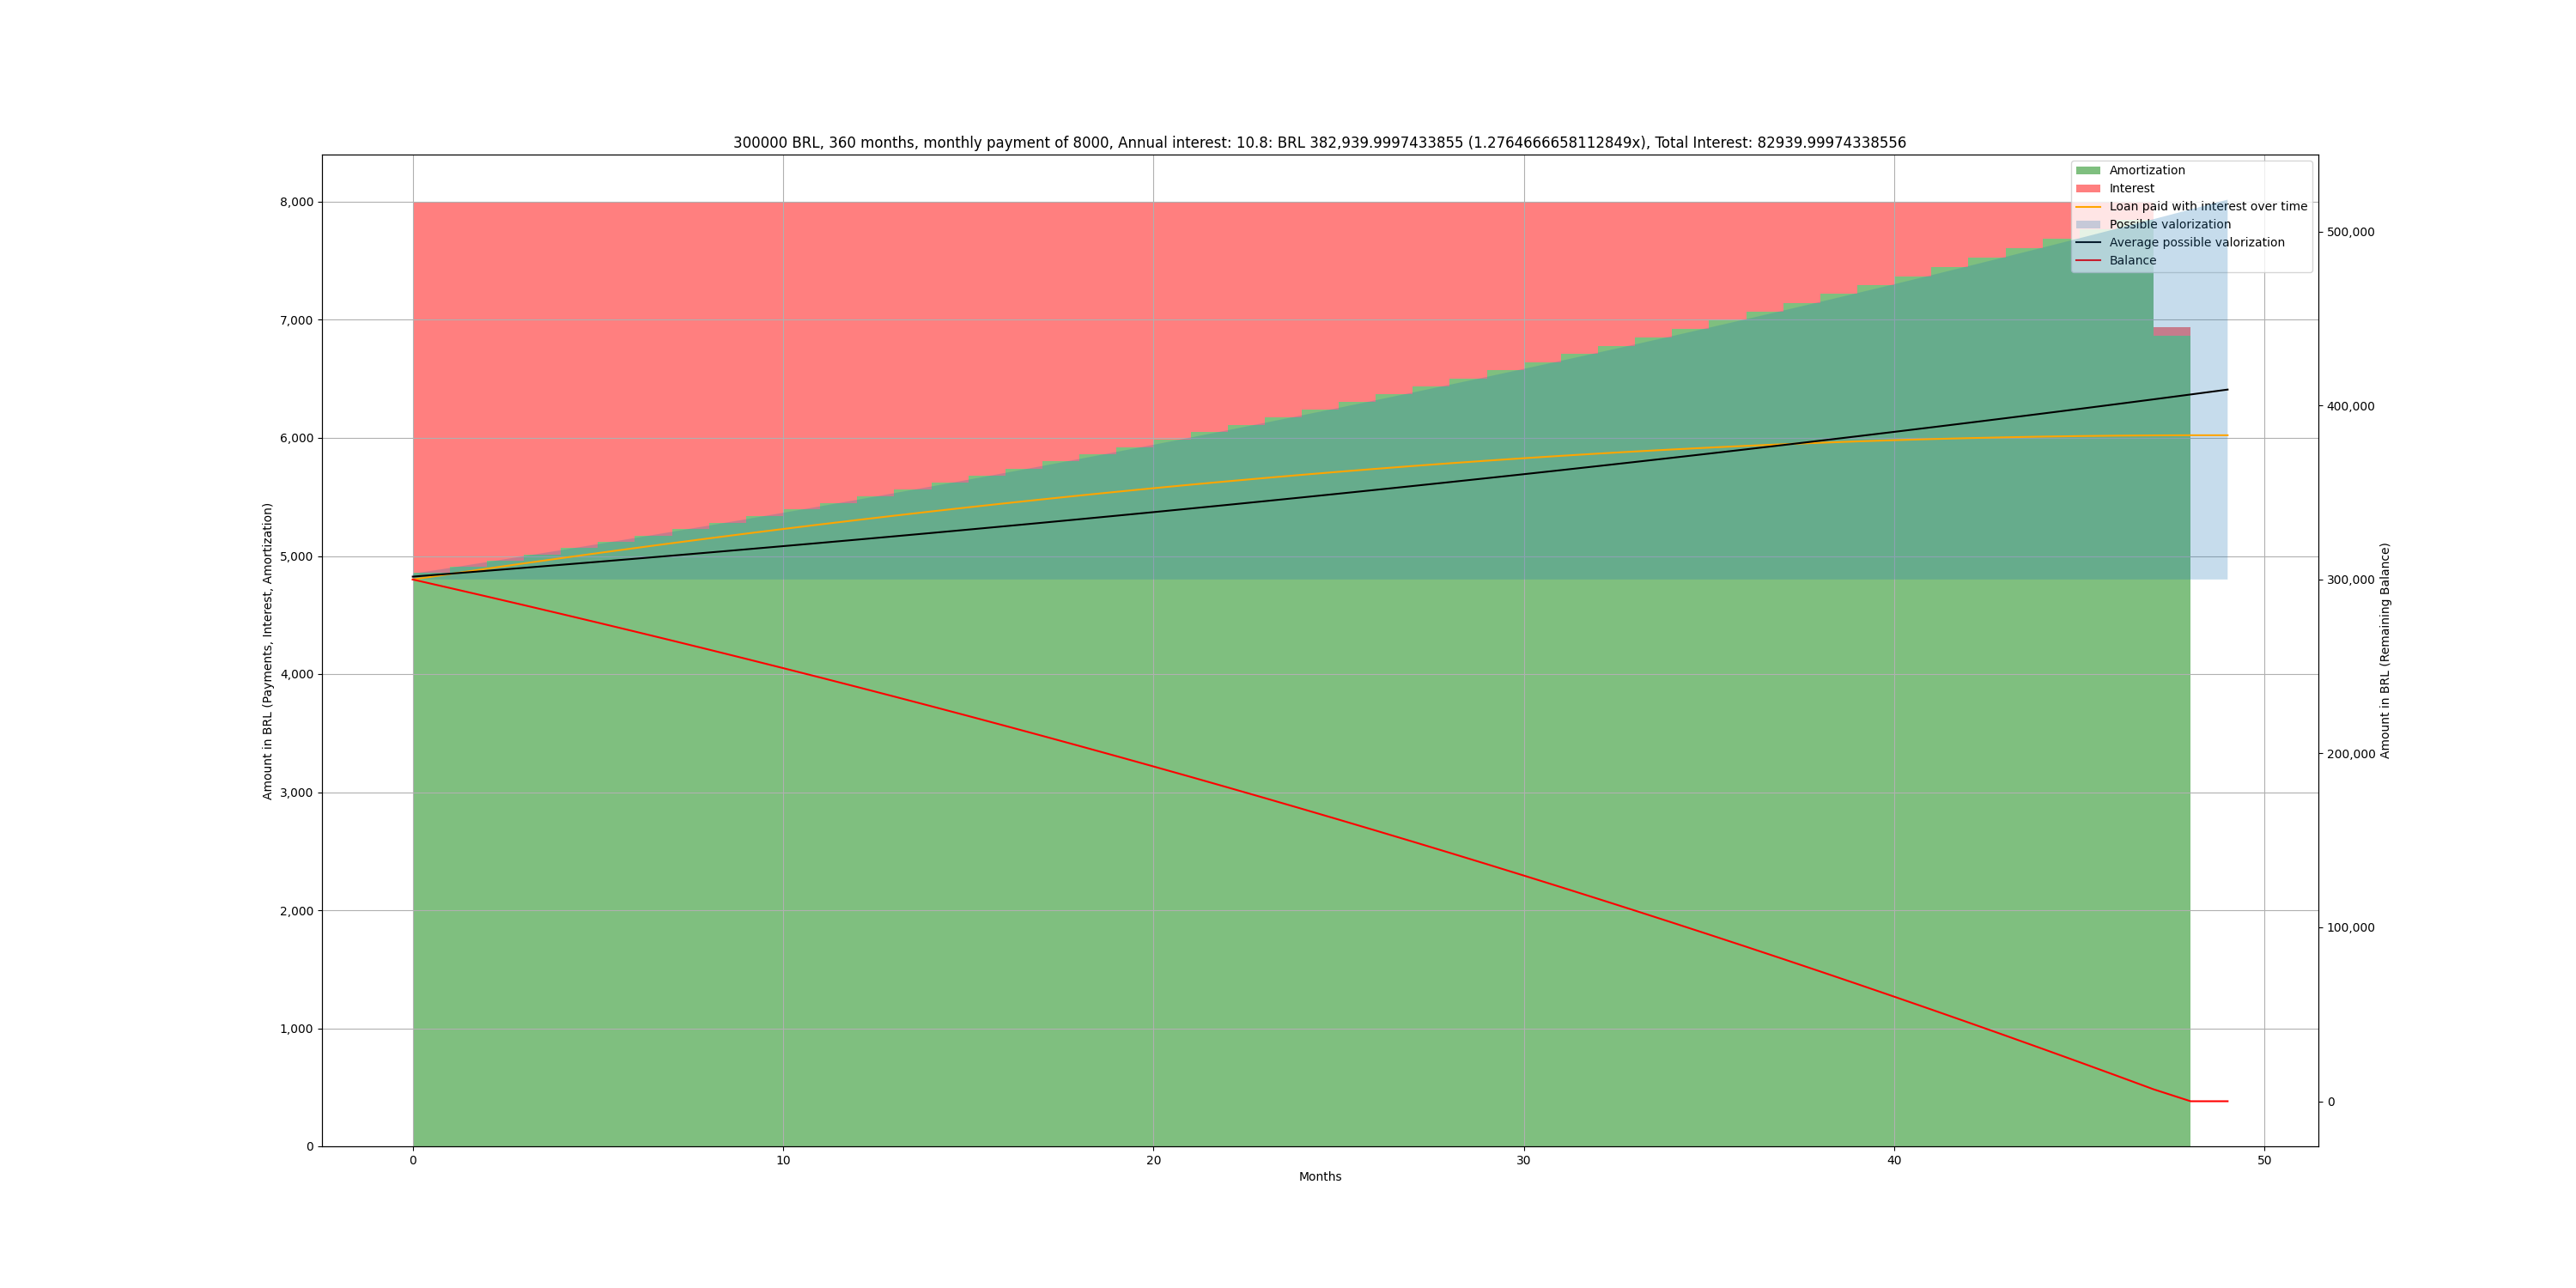 300000 BRL, 360 months, monthly payment of 8000, Annual interest: 10.8: BRL 382,939.9997433855 (1.2764666658112849x), Total Interest: 82939.99974338556
Amortization
Interest
Loan paid with interest over time
Possible valorization
Average possible valorization
Balance
8,000
7,000
6,000
5,000
4,000
3,000
2,000
1,000
0
Amount in BRL (Payments, Interest, Amortization)
500,000
400,000
300,000
200,000
100,000
0
Amount in BRL (Remaining Balance)
0
10
20
30
40
50
Months